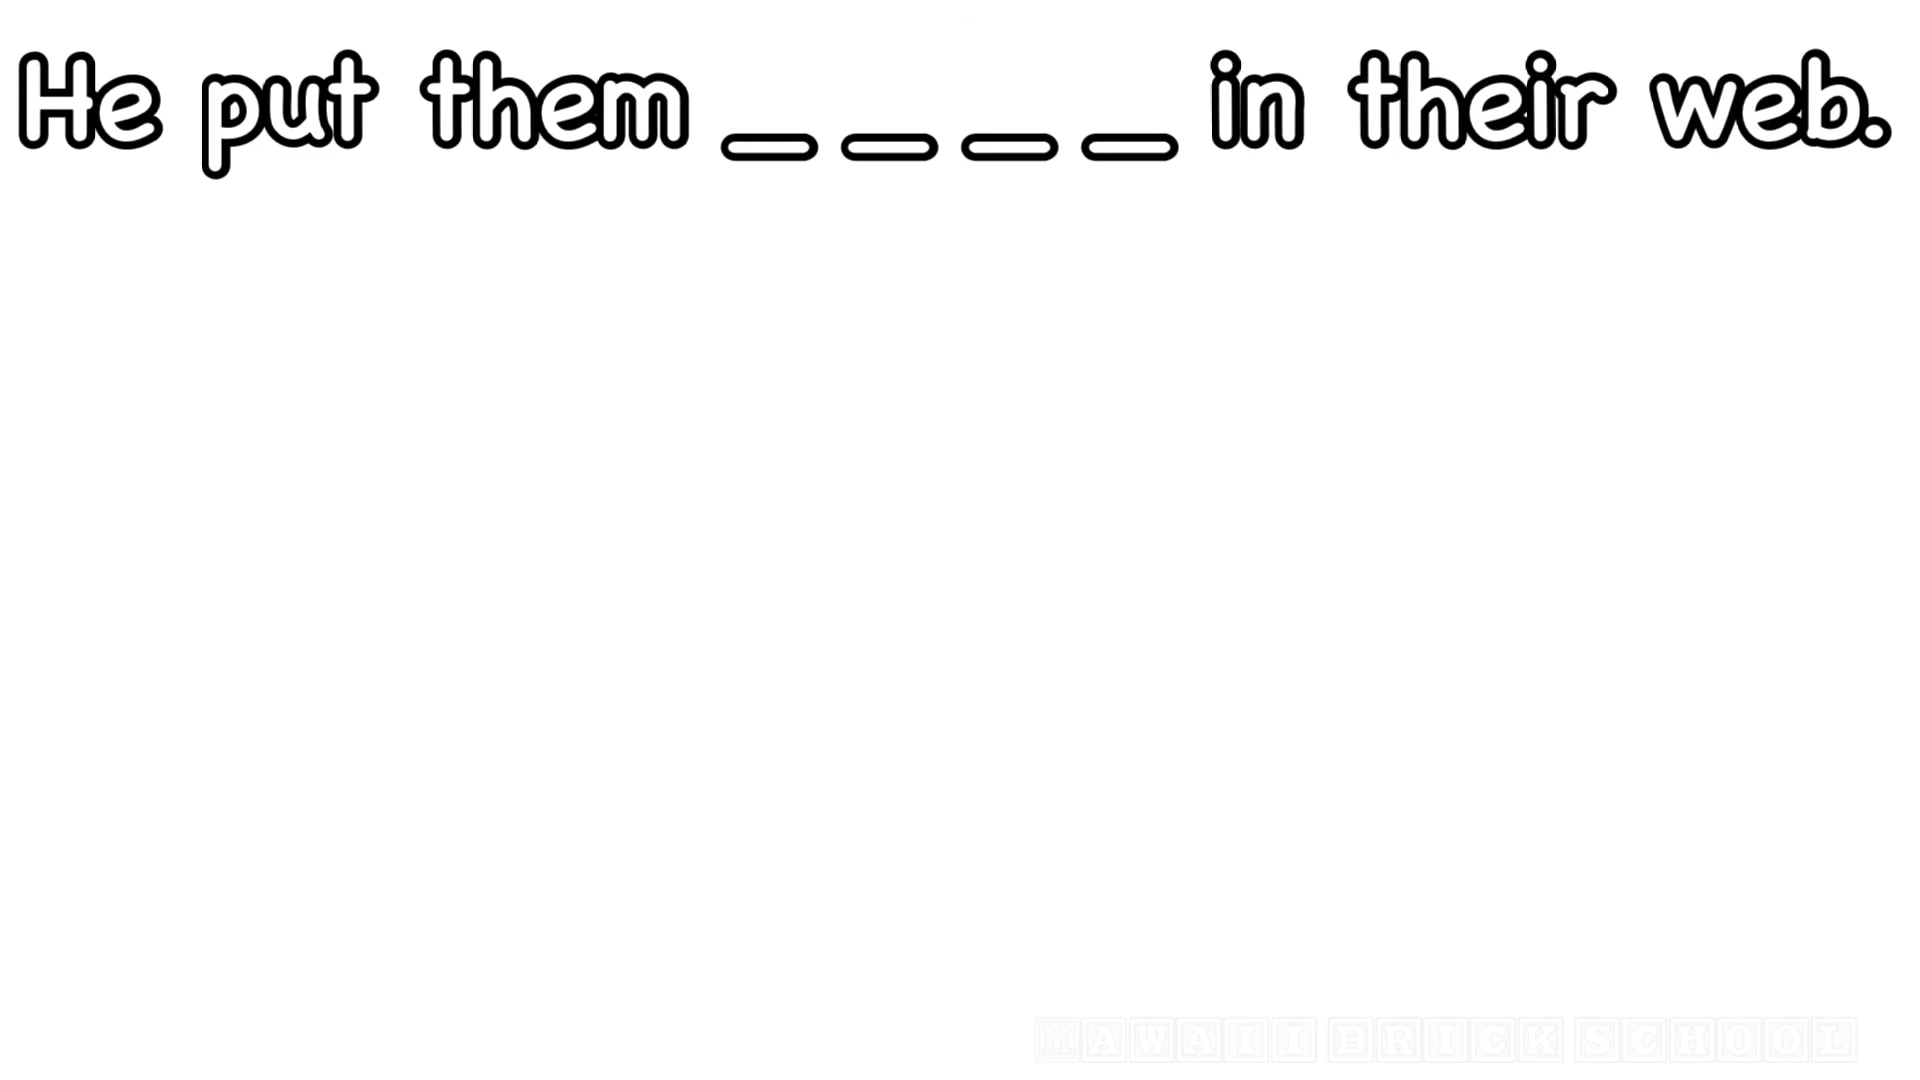 He put them _ _ _ _ in their web.
HAWAII BRICK SCHOOL